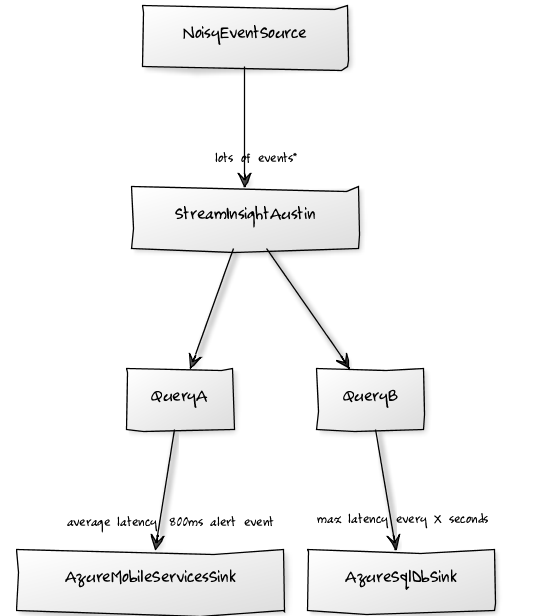 NoisyEventSource
lots of events*
StreamInsightAustin
QueryA
QueryB
average latency 800ms alert event
max latency every X seconds
AzureMobileServicesSink
AzureSqlDbSink